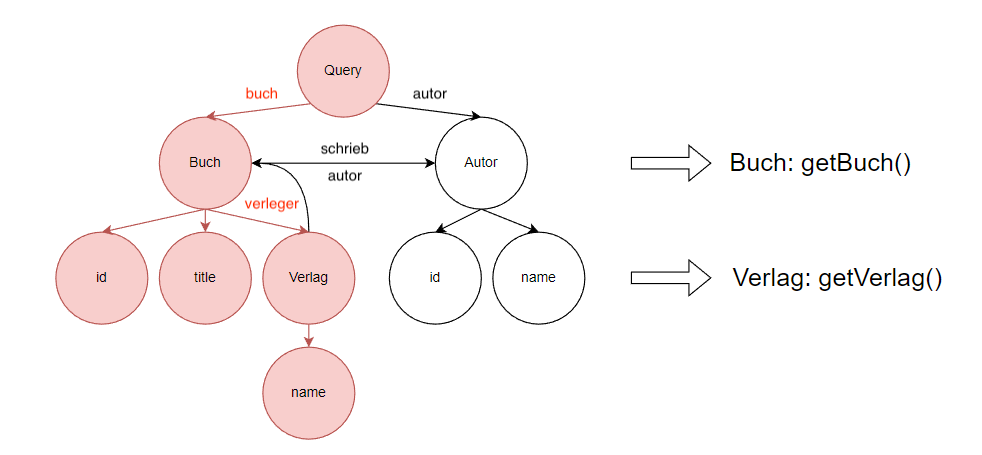 Query
buch
autor
Buch
schrieb
autor
Autor
Buch: getBuch()
verleger
id
title
Verlag
id
name
Verlag: getVerlag()
name